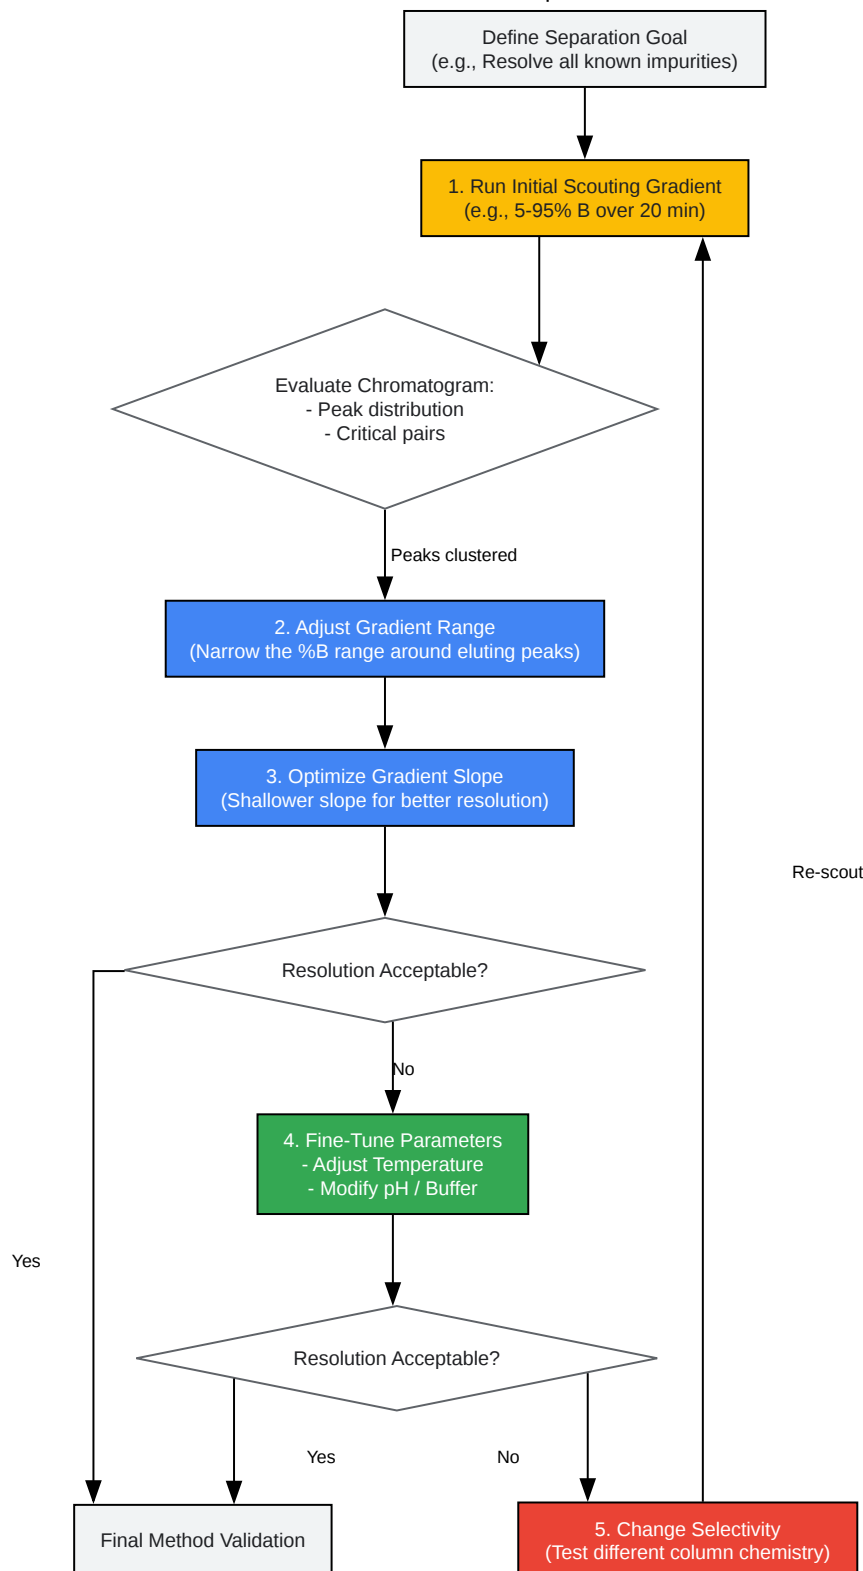 Define Separation Goal
(e.g., Resolve all known impurities)
1. Run Initial Scouting Gradient
(e.g., 5-95% B over 20 min)
Evaluate Chromatogram:
- Peak distribution
- Critical pairs
Peaks clustered
2. Adjust Gradient Range
(Narrow the %B range around eluting peaks)
3. Optimize Gradient Slope
(Shallower slope for better resolution)
Re-scout
Resolution Acceptable?
No
4. Fine-Tune Parameters
- Adjust Temperature
- Modify pH / Buffer
Yes
Resolution Acceptable?
Yes
No
Final Method Validation
5. Change Selectivity
(Test different column chemistry)